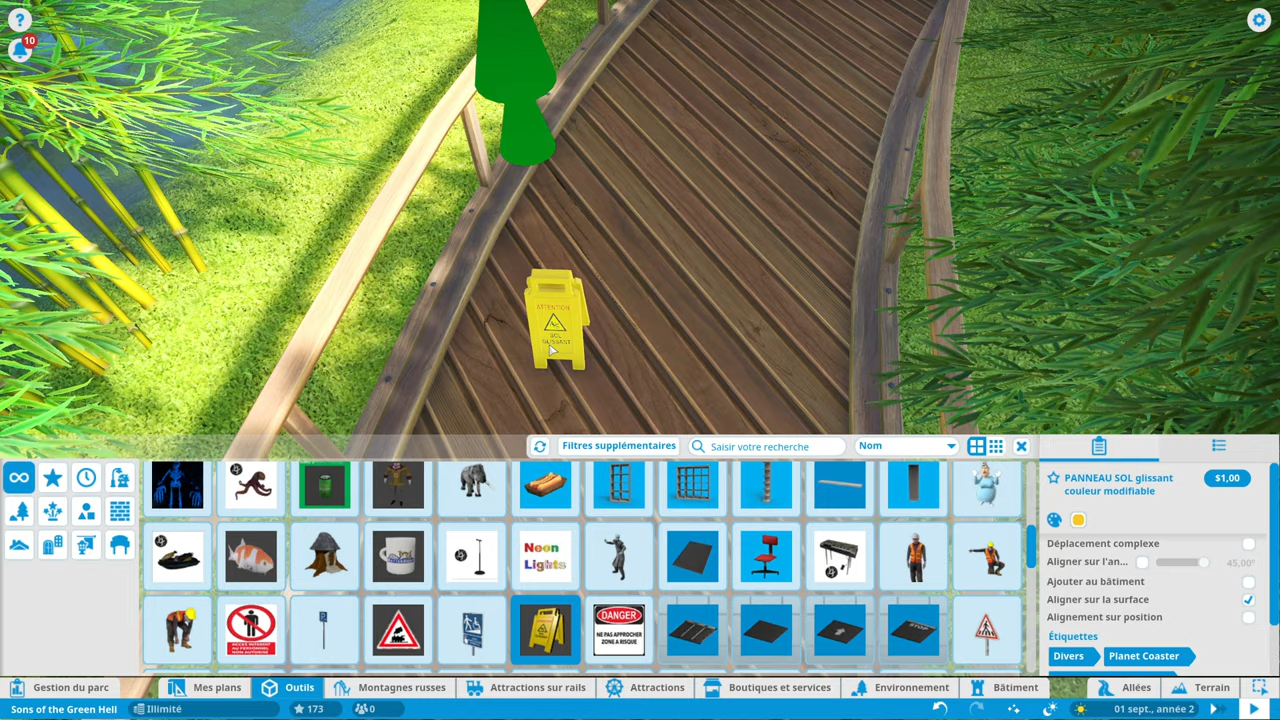 10
ATTENTION
SOL
GLISSANT
Filtres supplémentaires
Saisir votre recherche
Nom
PANNEAU SOL glissant
couleur modifiable
$1,00
Déplacement complexe
Aligner sur l'an...
45,00°
Ajouter au bâtiment
Aligner sur la surface
Alignement sur position
Étiquettes
Divers
Planet Coaster
Neon
Lights
DANGER
NE PAS APPROCHER
ZONE A RISQUE
STOP
Gestion du parc
Mes plans
Outils
Montagnes russes
Attractions sur rails
Attractions
Boutiques et services
Environnement
Bâtiment
Allées
Terrain
Sons of the Green Hell
Illimité
173
0
01 sept., année 2